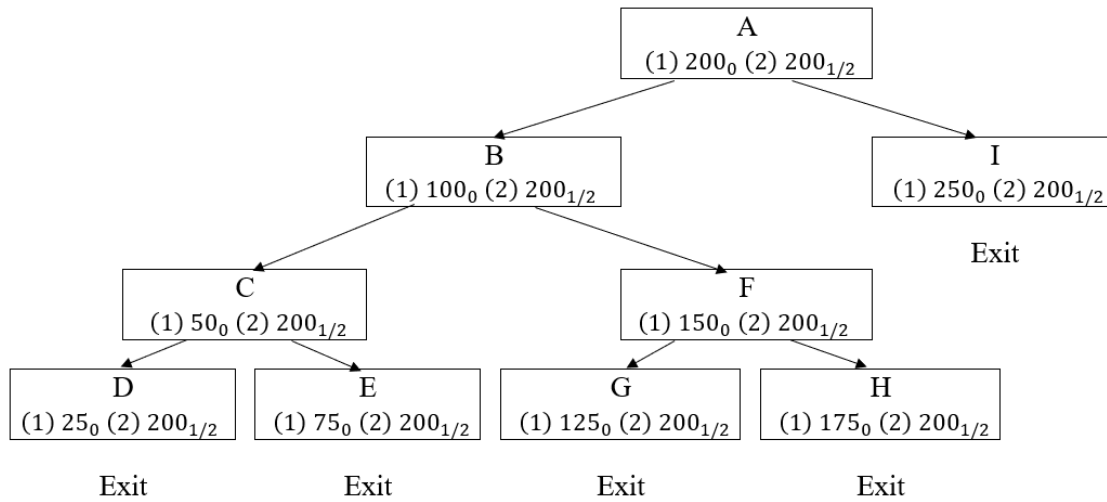 A
(1) 200₀ (2) 200₁/₂
B
(1) 100₀ (2) 200₁/₂
I
(1) 250₀ (2) 200₁/₂
Exit
C
(1) 50₀ (2) 200₁/₂
F
(1) 150₀ (2) 200₁/₂
D
(1) 25₀ (2) 200₁/₂
E
(1) 75₀ (2) 200₁/₂
G
(1) 125₀ (2) 200₁/₂
H
(1) 175₀ (2) 200₁/₂
Exit
Exit
Exit
Exit